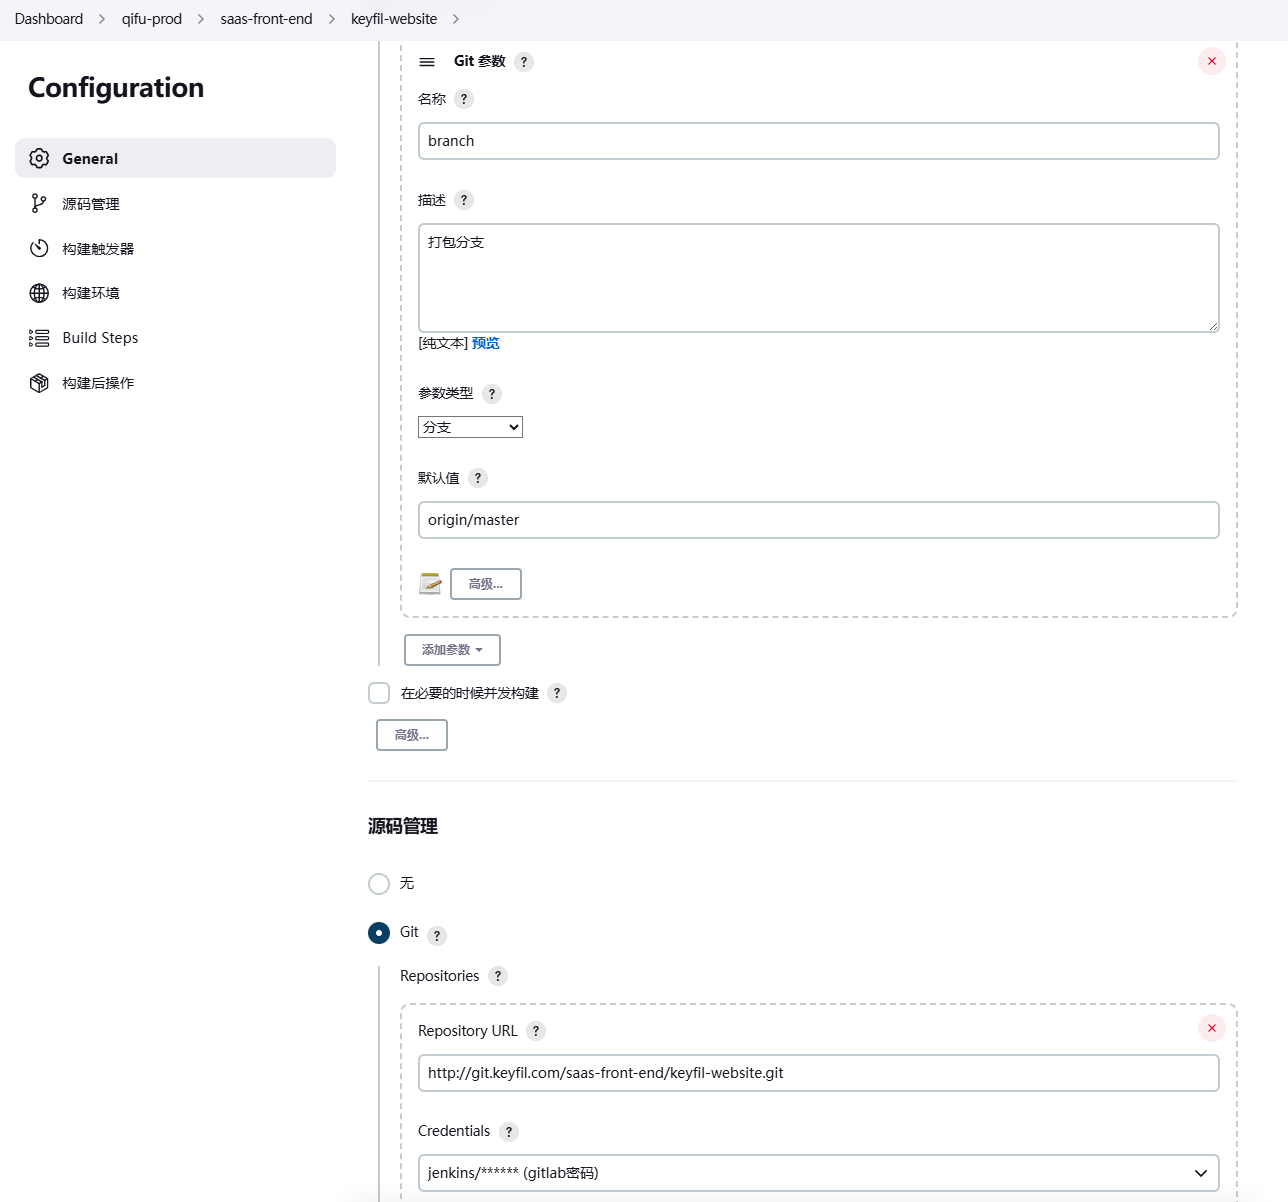 Dashboard > qifu-prod > saas-front-end > keyfil-website >
Configuration
General
源码管理
构建触发器
构建环境
Build Steps
构建后操作
Git 参数 ?
名称 ?
branch
描述 ?
打包分支
[纯文本] 预览
参数类型 ?
分支
默认值 ?
origin/master
高级...
添加参数
在必要的时候并发构建 ?
高级...
源码管理
无
Git ?
Repositories ?
Repository URL ?
http://git.keyfil.com/saas-front-end/keyfil-website.git
Credentials ?
jenkins/****** (gitlab密码)